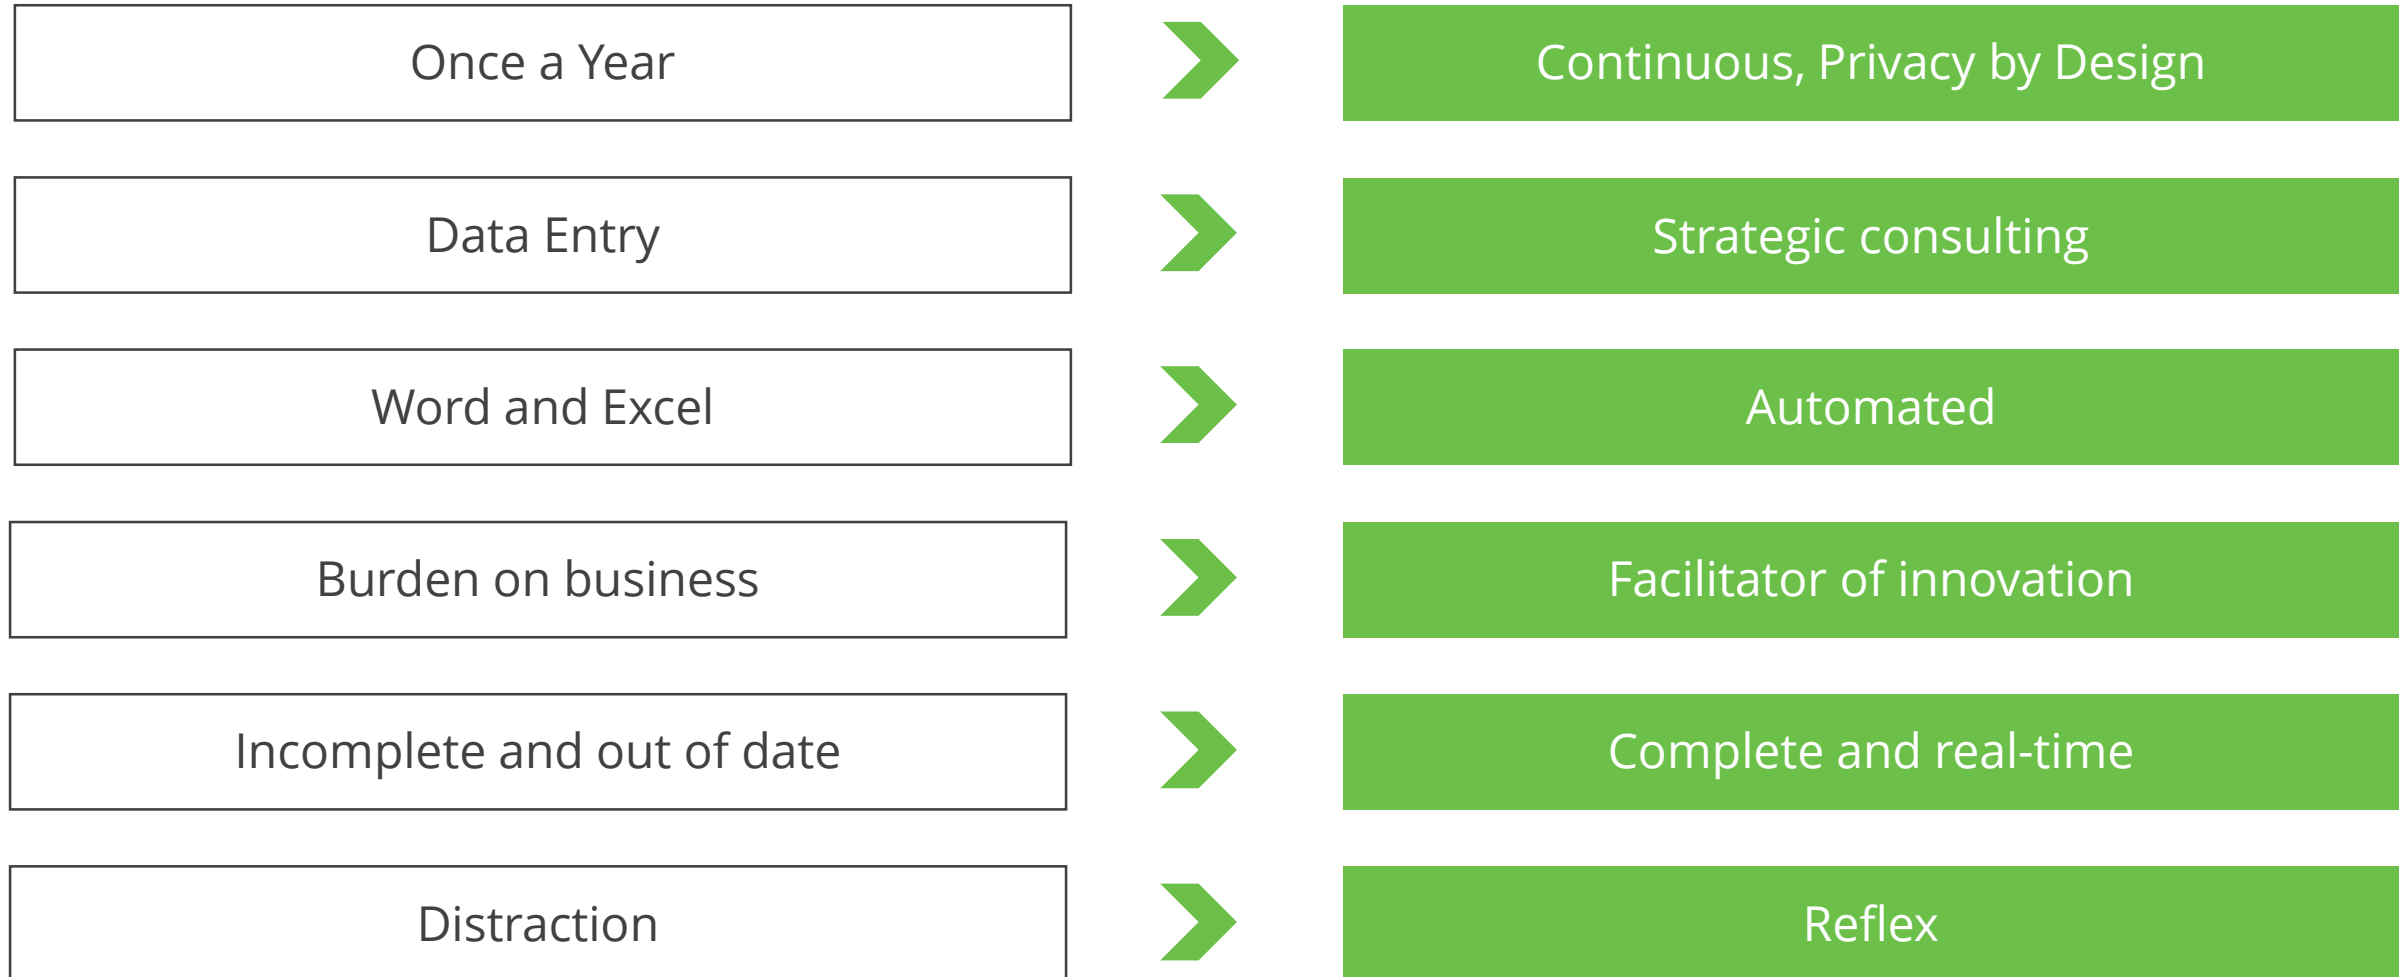 Once a Year
Continuous, Privacy by Design
Data Entry
Strategic consulting
Word and Excel
Automated
Burden on business
Facilitator of innovation
Incomplete and out of date
Complete and real-time
Distraction
Reflex